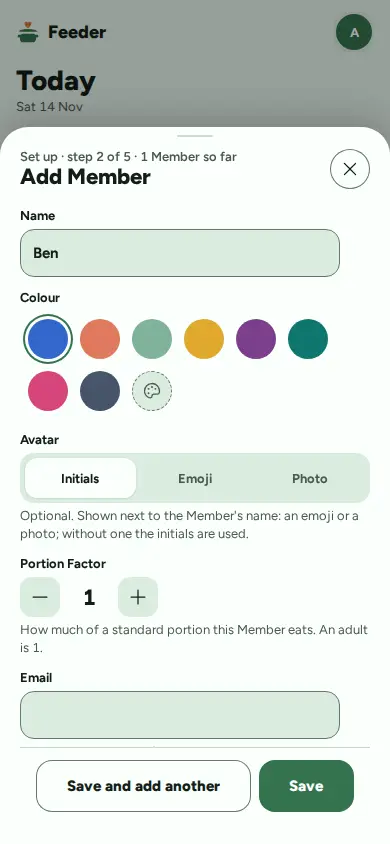 Feeder
A
Today
Sat 14 Nov
Set up · step 2 of 5 · 1 Member so far
Add Member
Name
Ben
Colour
Avatar
Initials
Emoji
Photo
Optional. Shown next to the Member's name: an emoji or a
photo; without one the initials are used.
Portion Factor
1
How much of a standard portion this Member eats. An adult
is 1.
Email
Save and add another
Save